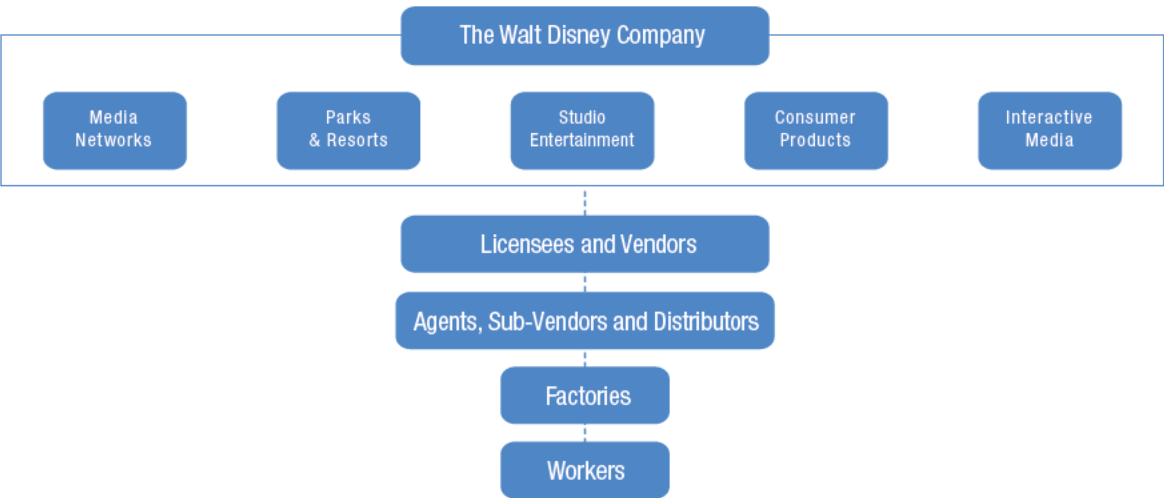 The Walt Disney Company
Media
Networks
Parks
& Resorts
Studio
Entertainment
Consumer
Products
Interactive
Media
Licensees and Vendors
Agents, Sub-Vendors and Distributors
Factories
Workers